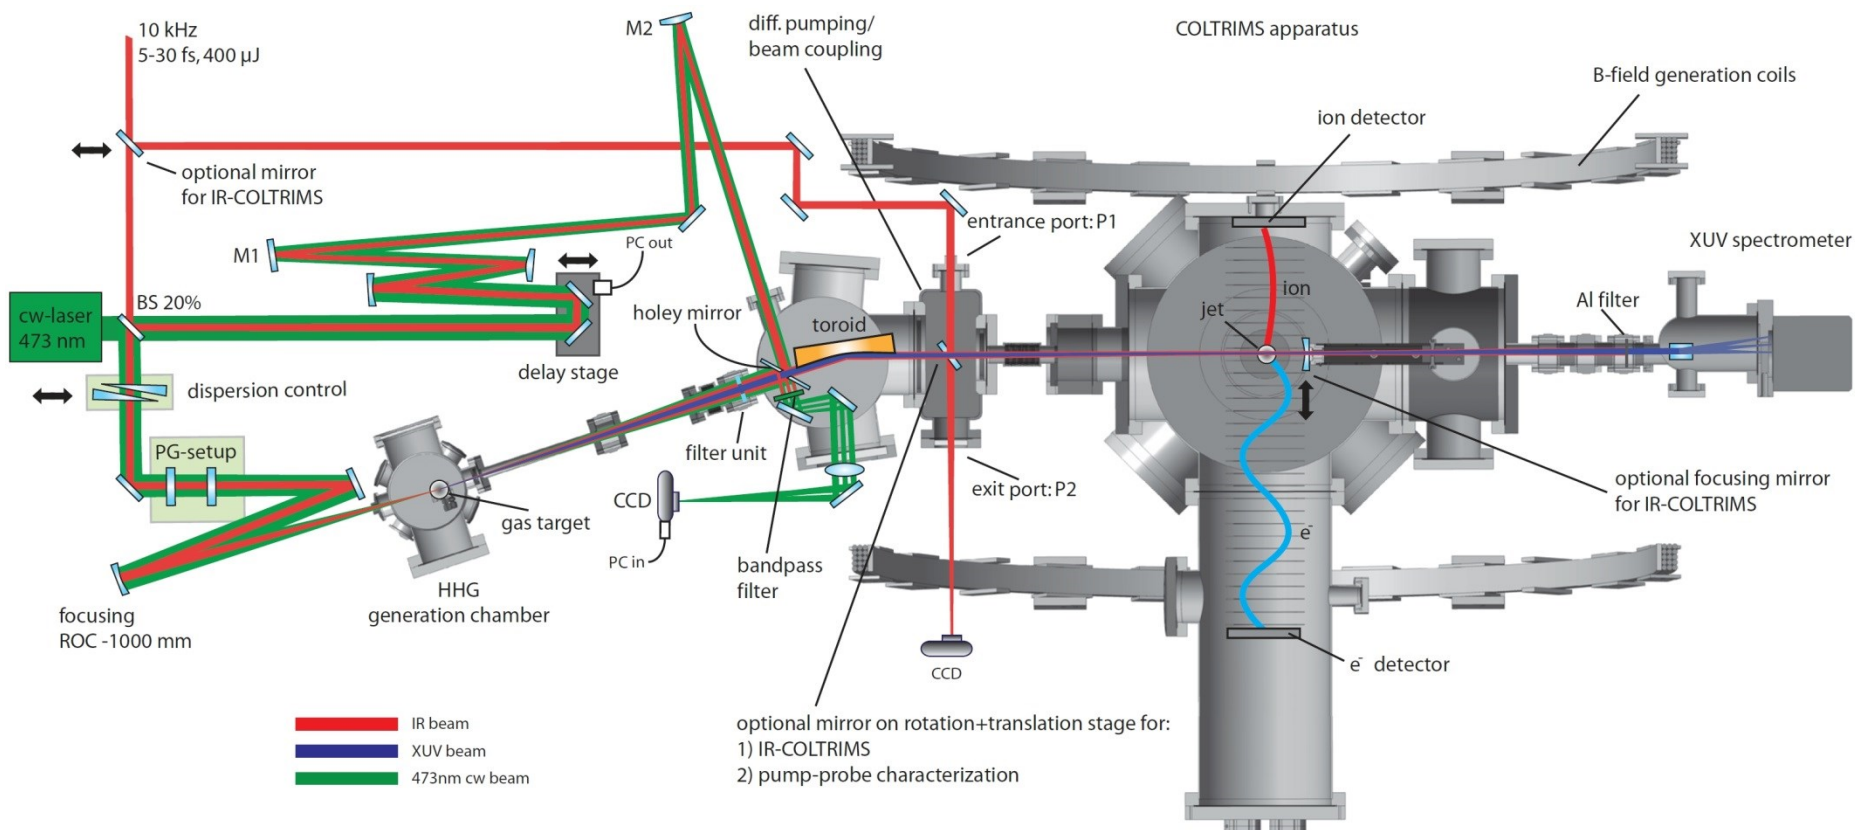 10 kHz
5-30 fs, 400 µJ
M2
diff. pumping/
beam coupling
COLTRIMS apparatus
B-field generation coils
ion detector
optional mirror
for IR-COLTRIMS
entrance port: P1
XUV spectrometer
M1
PC out
BS 20%
cw-laser
473 nm
holey mirror
toroid
jet
ion
Al filter
delay stage
dispersion control
PG-setup
filter unit
CCD
exit port: P2
optional focusing mirror
for IR-COLTRIMS
gas target
e-
PC in
bandpass
filter
HHG
generation chamber
focusing
ROC -1000 mm
CCD
e- detector
IR beam
XUV beam
473nm cw beam
optional mirror on rotation+translation stage for:
1) IR-COLTRIMS
2) pump-probe characterization